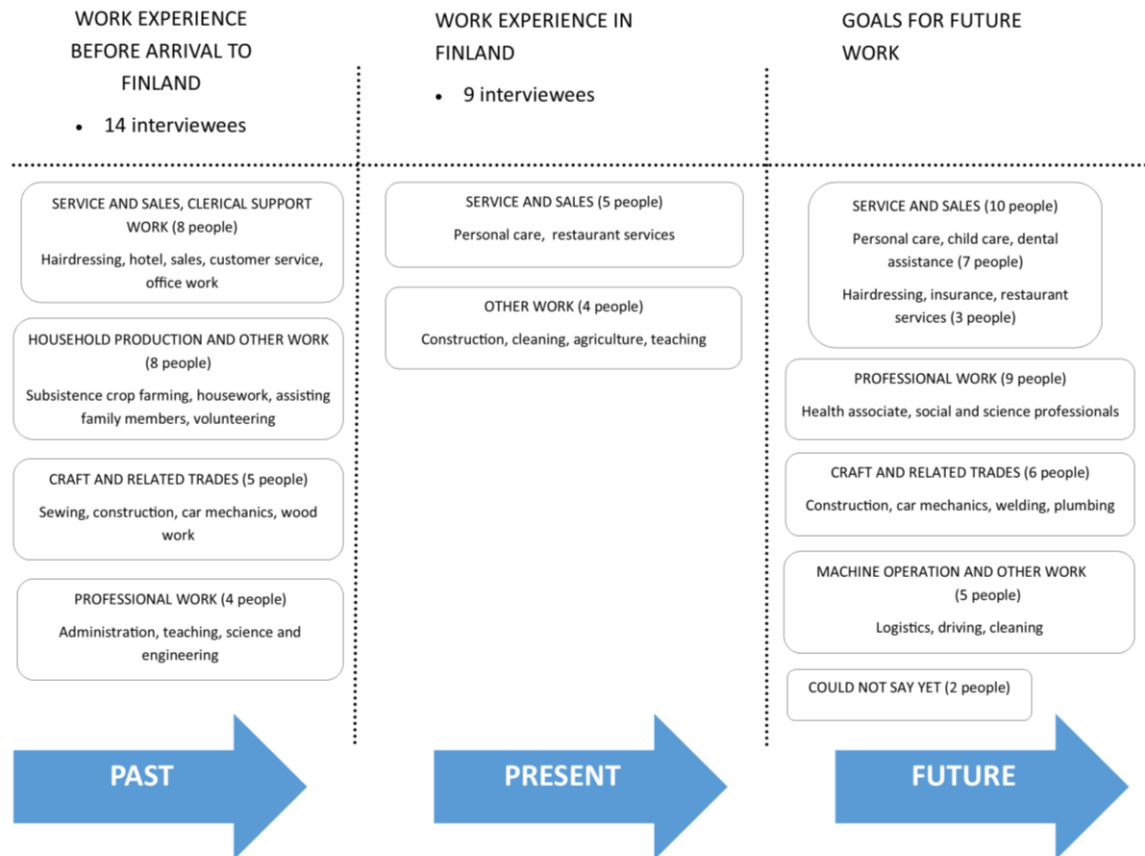 WORK EXPERIENCE
BEFORE ARRIVAL TO
FINLAND
• 14 interviewees
SERVICE AND SALES, CLERICAL SUPPORT
WORK (8 people)
Hairdressing, hotel, sales, customer service,
office work
HOUSEHOLD PRODUCTION AND OTHER WORK
(8 people)
Subsistence crop farming, housework, assisting
family members, volunteering
CRAFT AND RELATED TRADES (5 people)
Sewing, construction, car mechanics, wood
work
PROFESSIONAL WORK (4 people)
Administration, teaching, science and
engineering
PAST
WORK EXPERIENCE IN
FINLAND
• 9 interviewees
SERVICE AND SALES (5 people)
Personal care, restaurant services
OTHER WORK (4 people)
Construction, cleaning, agriculture, teaching
PRESENT
GOALS FOR FUTURE
WORK
SERVICE AND SALES (10 people)
Personal care, child care, dental
assistance (7 people)
Hairdressing, insurance, restaurant
services (3 people)
PROFESSIONAL WORK (9 people)
Health associate, social and science professionals
CRAFT AND RELATED TRADES (6 people)
Construction, car mechanics, welding, plumbing
MACHINE OPERATION AND OTHER WORK
(5 people)
Logistics, driving, cleaning
COULD NOT SAY YET (2 people)
FUTURE